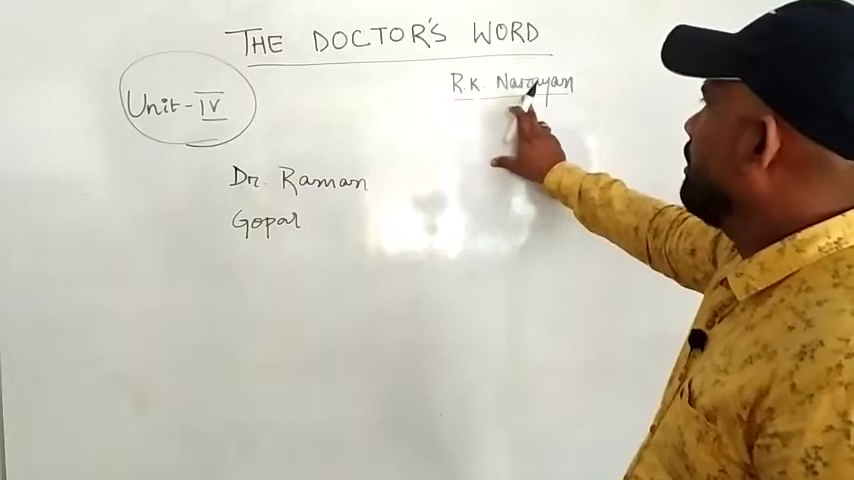 THE DOCTOR'S WORD
R.K. Narayan
Unit - IV
Dr. Raman
Gopal